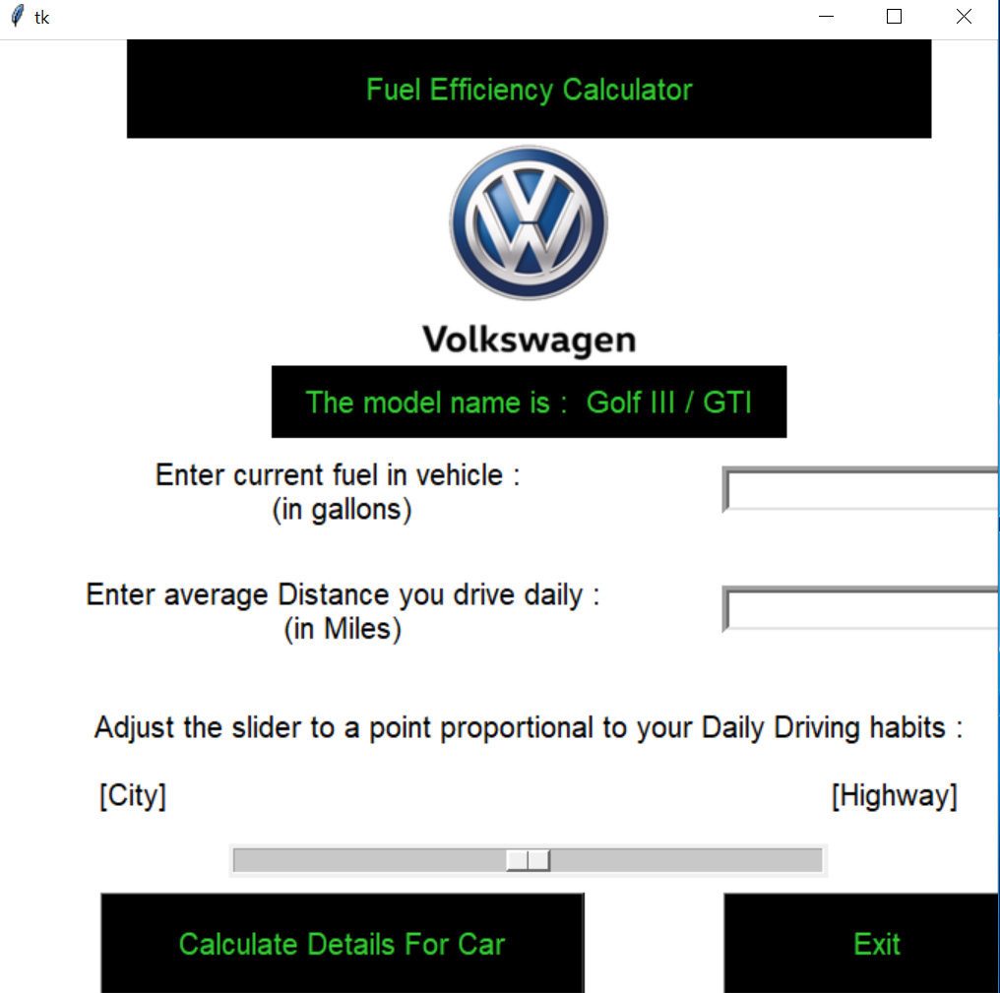 tk
Fuel Efficiency Calculator
Volkswagen
The model name is :  Golf III / GTI
Enter current fuel in vehicle :
(in gallons)
Enter average Distance you drive daily :
(in Miles)
Adjust the slider to a point proportional to your Daily Driving habits :
[City] [Highway]
Calculate Details For Car Exit